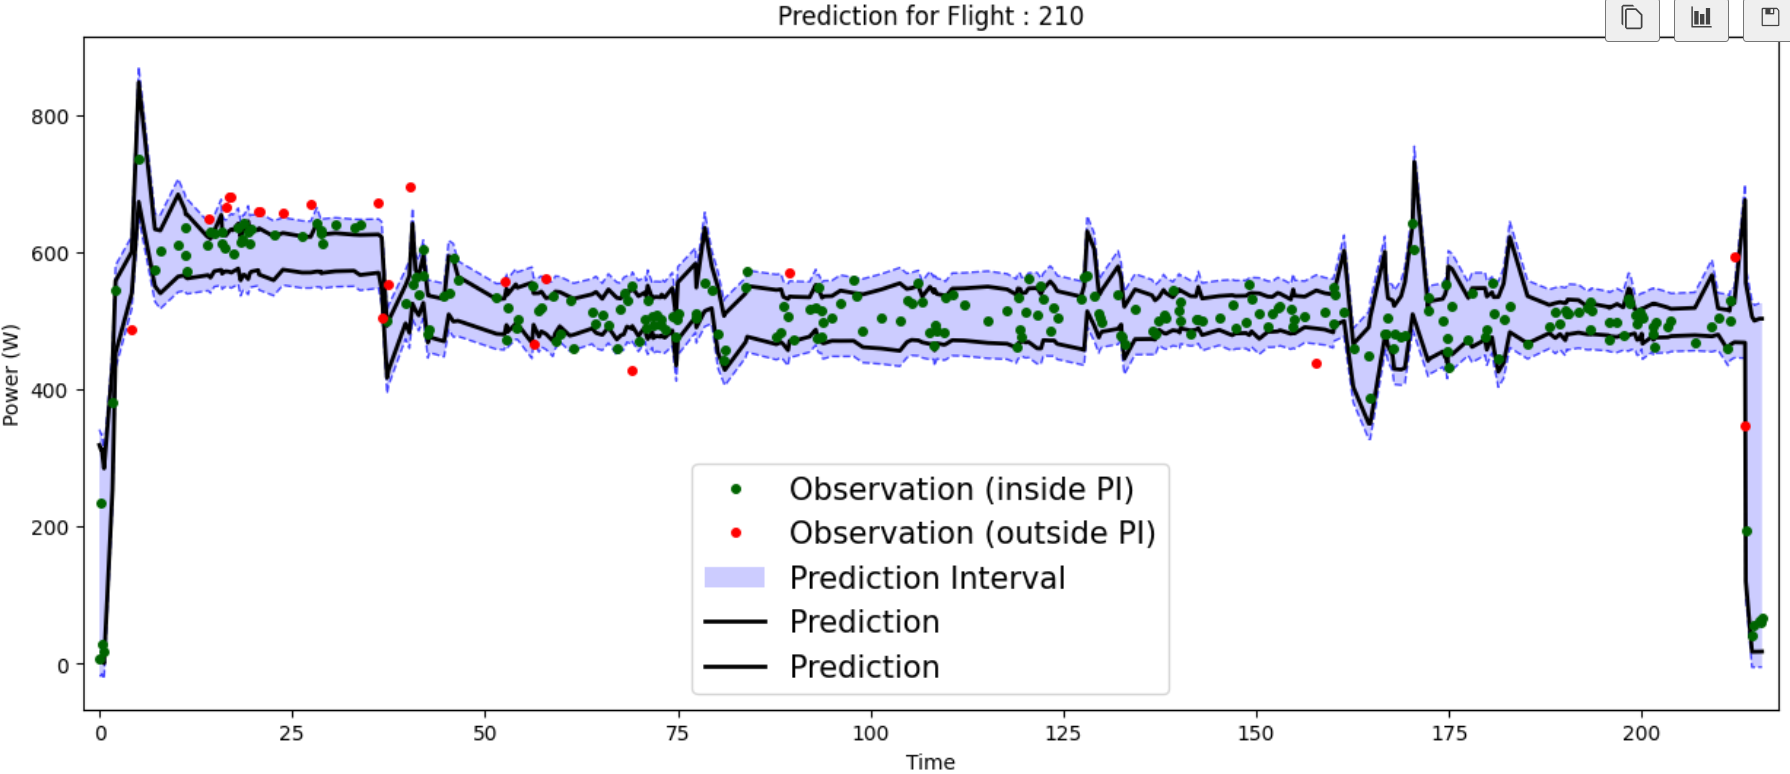 Prediction for Flight : 210
800
600
400
200
0
Power (W)
Observation (inside PI)
Observation (outside PI)
Prediction Interval
Prediction
Prediction
0 25 50 75 100 125 150 175 200
Time